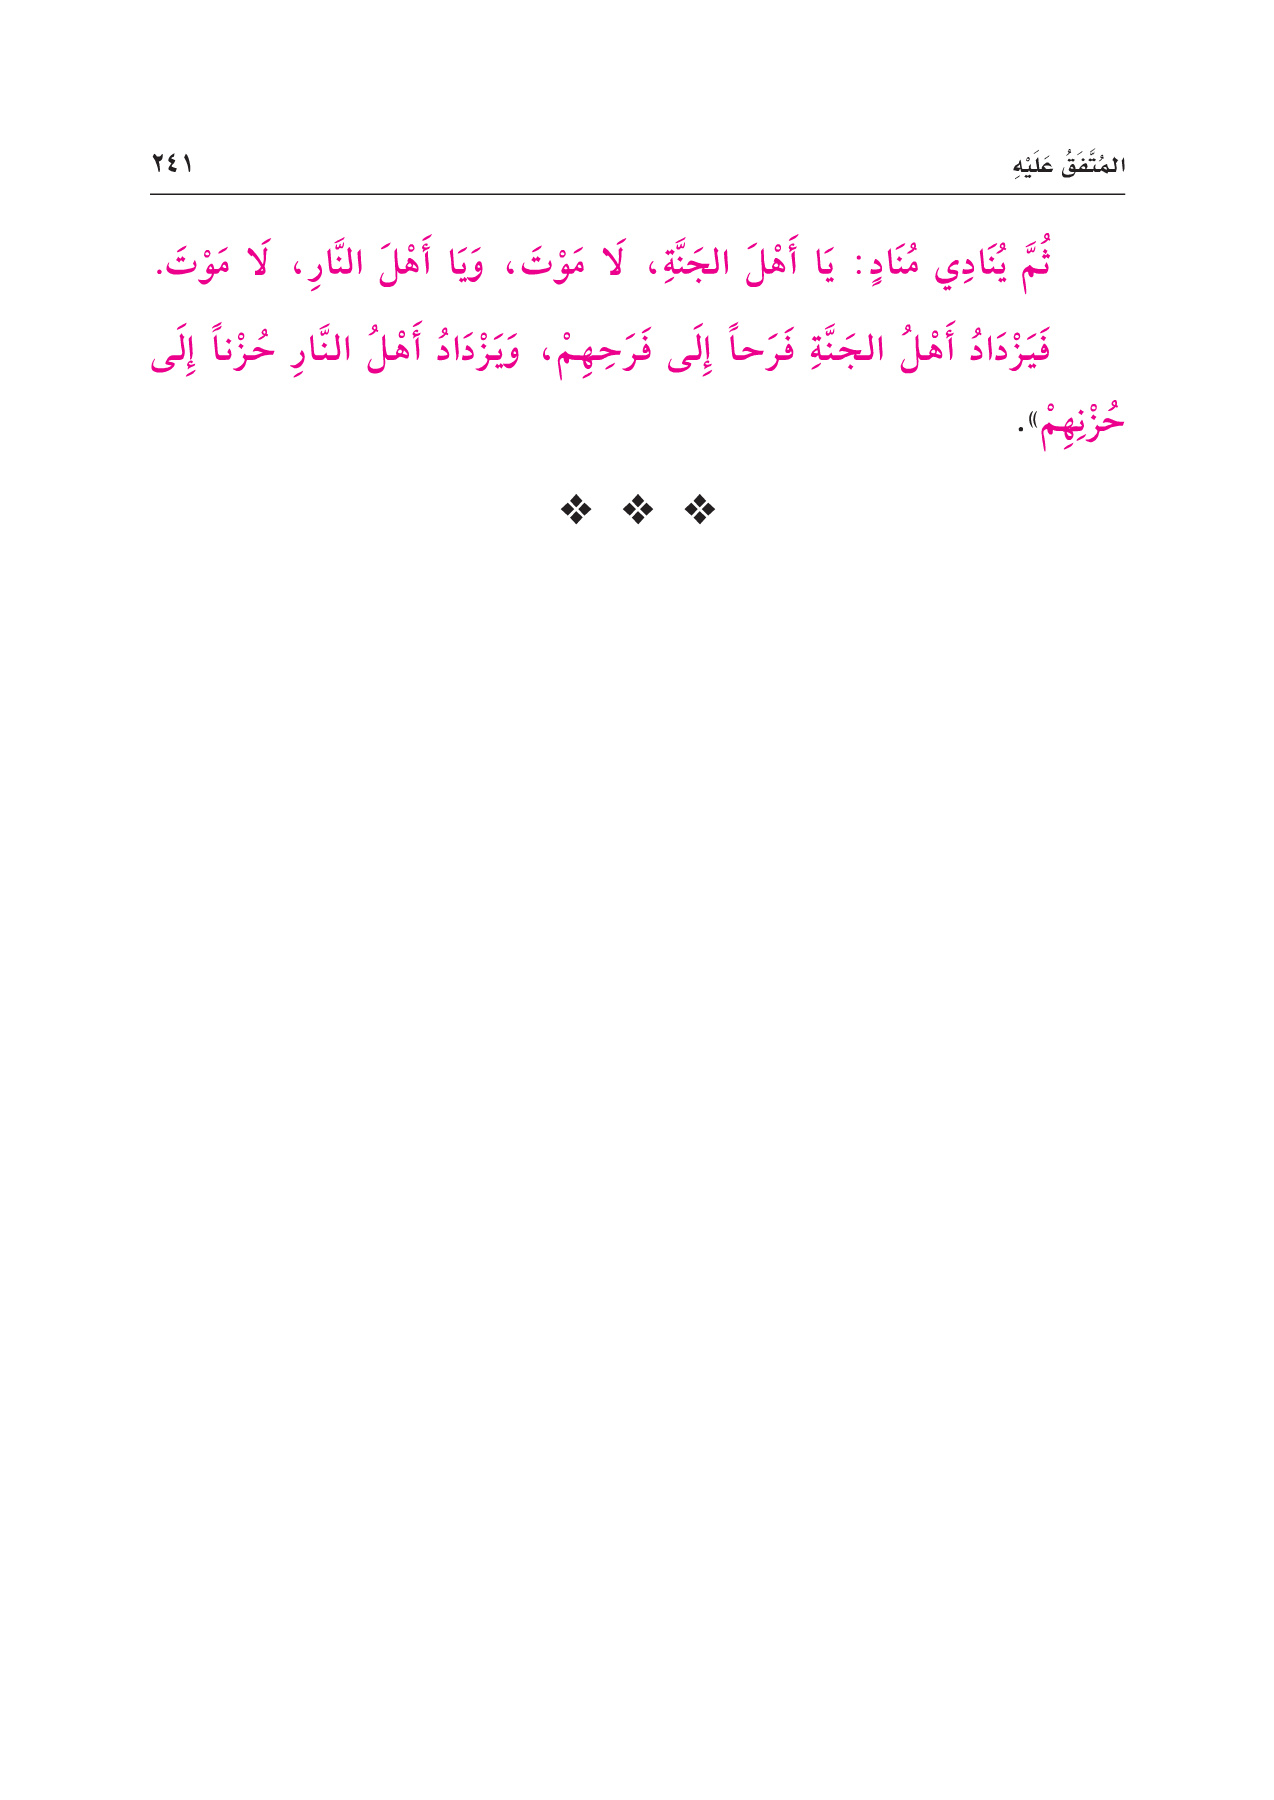 المُتَّفَقُ عَلَيْهِ ٢٤١
ثُمَّ يُنَادِي مُنَادٍ: يَا أَهْلَ الجَنَّةِ، لَا مَوْتَ، وَيَا أَهْلَ النَّارِ، لَا مَوْتَ.
فَيَزْدَادُ أَهْلُ الجَنَّةِ فَرَحاً إِلَى فَرَحِهِمْ، وَيَزْدَادُ أَهْلُ النَّارِ حُزْناً إِلَى
حُزْنِهِمْ».